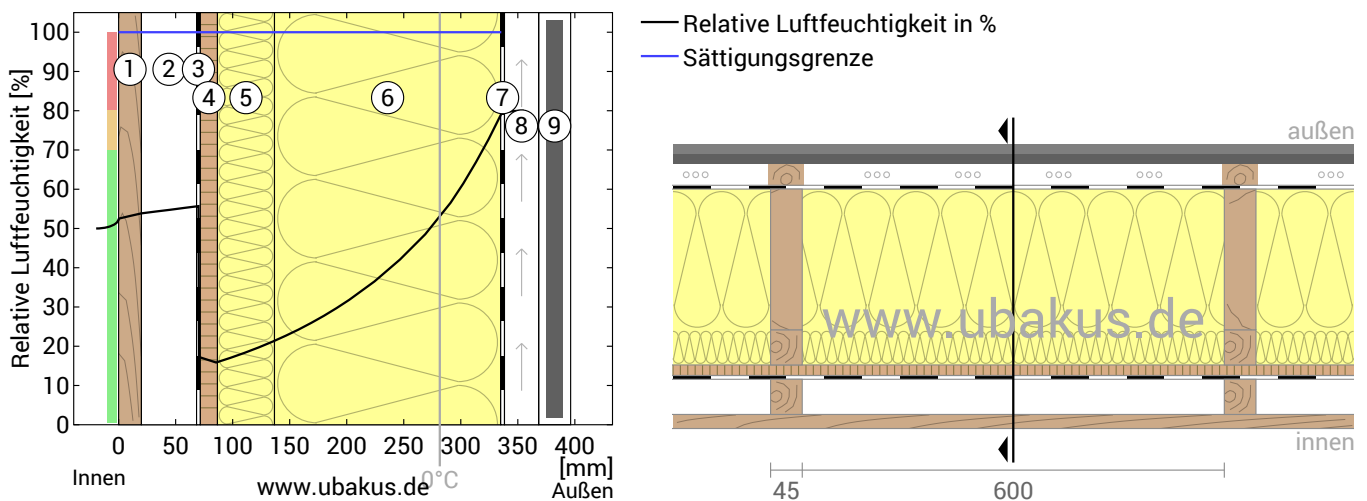 Relative Luftfeuchtigkeit [%]
100
90
80
70
60
50
40
30
20
10
0
1
2
3
4
5
6
7
8
9
0
50
100
150
200
250
300
350
400
[mm]
Innen
www.ubakus.de
0°C
Außen
Relative Luftfeuchtigkeit in %
Sättigungsgrenze
außen
www.ubakus.de
innen
45
600